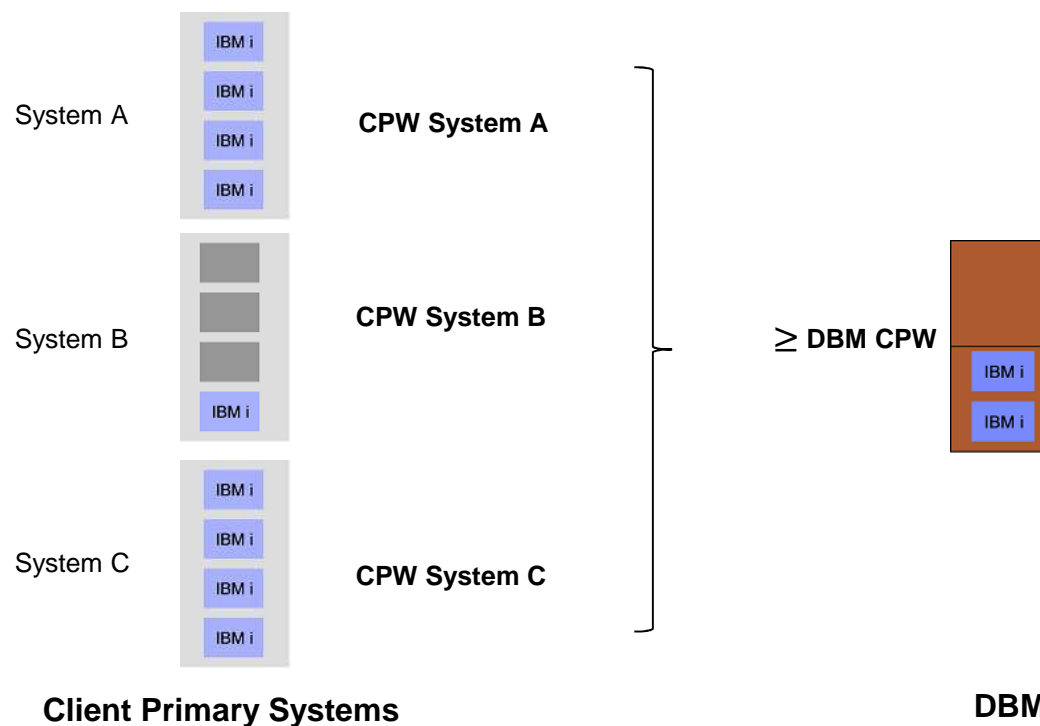 IBM i
IBM i
IBM i
IBM i
System A
CPW System A
System B
IBM i
CPW System B
≥ DBM CPW
IBM i
IBM i
IBM i
IBM i
IBM i
IBM i
System C
CPW System C
Client Primary Systems
DBM